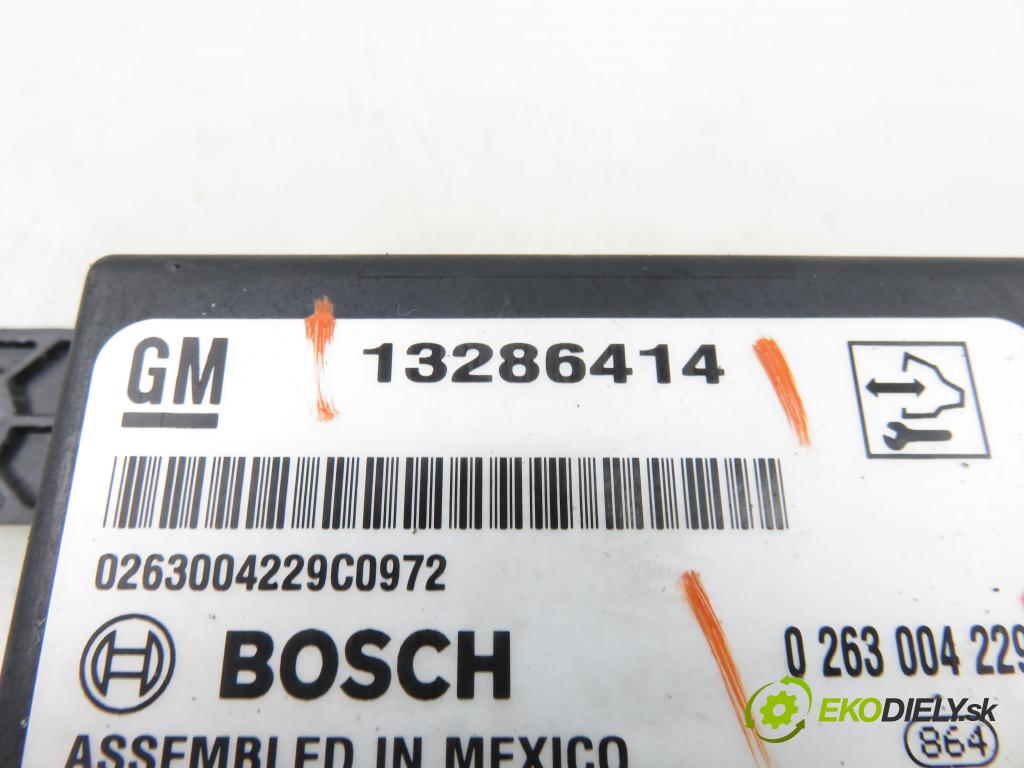 GM 13286414
0263004229C0972
BOSCH 0 263 004 229
ASSEMBLED IN MEXICO 864
EKODIELY.sk